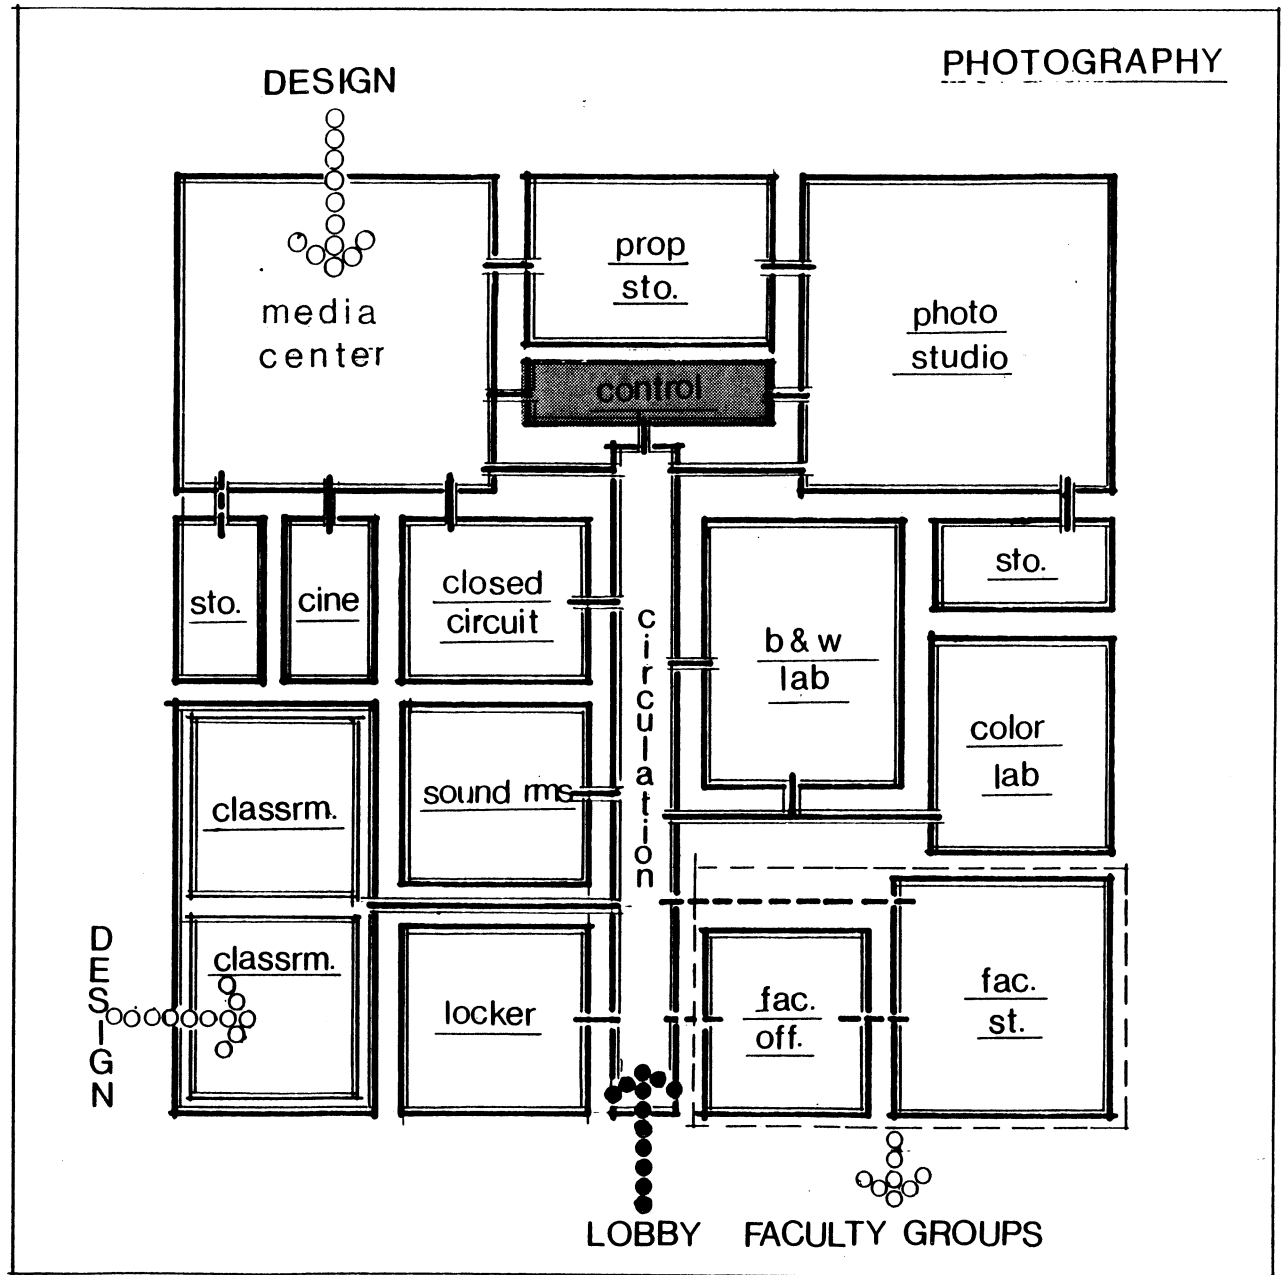 PHOTOGRAPHY
DESIGN
prop
sto.
media
center
photo
studio
control
sto.
cine
closed
circuit
circulation
b & w
lab
sto.
color
lab
classrm.
sound rms
classrm.
DESIGN
locker
fac.
off.
fac.
st.
LOBBY
FACULTY GROUPS